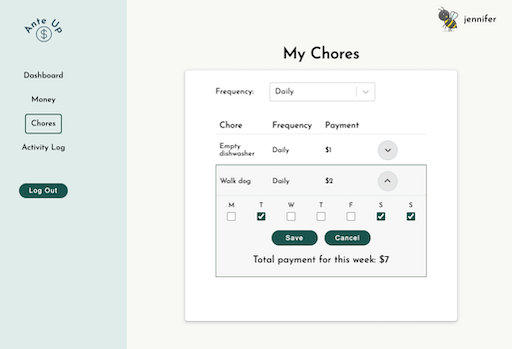 Ante Up
$
jennifer
Dashboard
Money
Chores
Activity Log
Log Out
My Chores
Frequency: Daily
Chore Frequency Payment
Empty
dishwasher Daily $1
Walk dog Daily $2
M T W T F S S
Save Cancel
Total payment for this week: $7